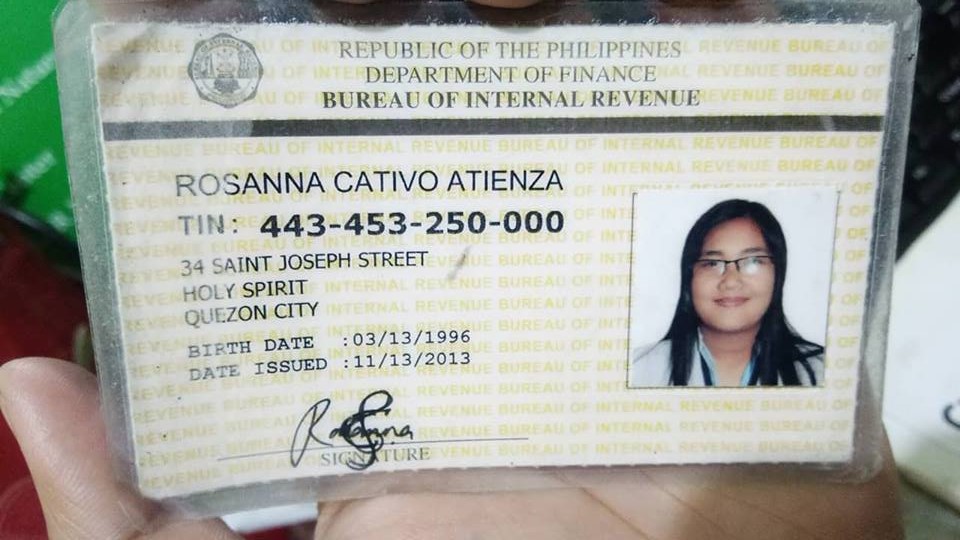 REPUBLIC OF THE PHILIPPINES
DEPARTMENT OF FINANCE
BUREAU OF INTERNAL REVENUE
ROSANNA CATIVO ATIENZA
TIN: 443-453-250-000
34 SAINT JOSEPH STREET
HOLY SPIRIT
QUEZON CITY
BIRTH DATE :03/13/1996
DATE ISSUED :11/13/2013
Rosanna
SIGNATURE